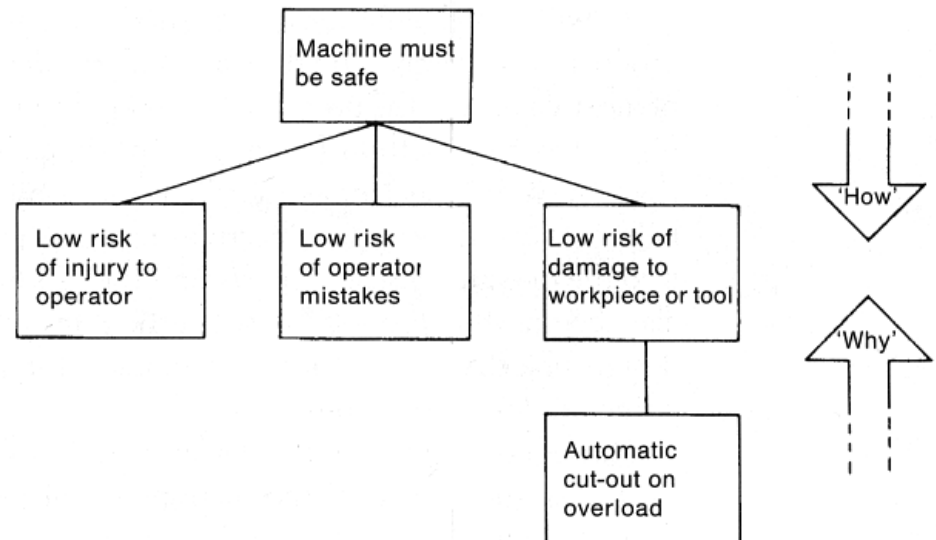 Machine must
be safe
Low risk
of injury to
operator
Low risk
of operator
mistakes
Low risk of
damage to
workpiece or tool
Automatic
cut-out on
overload
'How'
'Why'